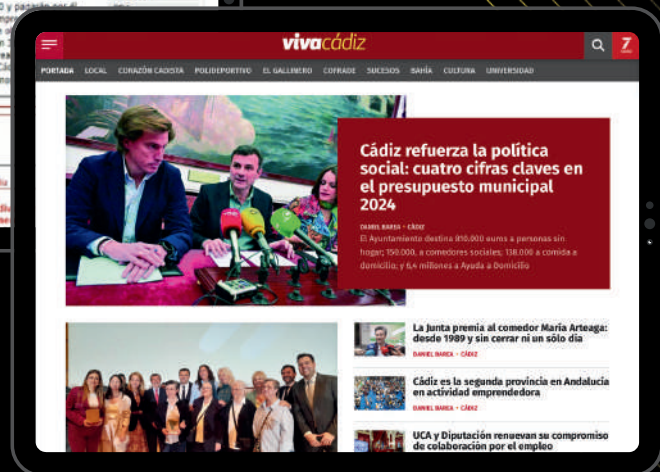 vivacádiz
7
PORTADA LOCAL CORAZÓN CADISTA POLIDEPORTIVO EL GALLINERO COFRADE SUCESOS BAHÍA CULTURA UNIVERSIDAD
Cádiz refuerza la política
social: cuatro cifras claves en
el presupuesto municipal
2024
DANIEL BAREA - CÁDIZ
El Ayuntamiento destina 810.000 euros a personas sin
hogar; 150.000, a comedores sociales; 138.000 a comida a
domicilio; y 6,4 millones a Ayuda a Domicilio
La Junta premia al comedor María Arteaga:
desde 1989 y sin cerrar ni un sólo día
DANIEL BAREA - CÁDIZ
Cádiz es la segunda provincia en Andalucía
en actividad emprendedora
DANIEL BAREA - CÁDIZ
UCA y Diputación renuevan su compromiso
de colaboración por el empleo